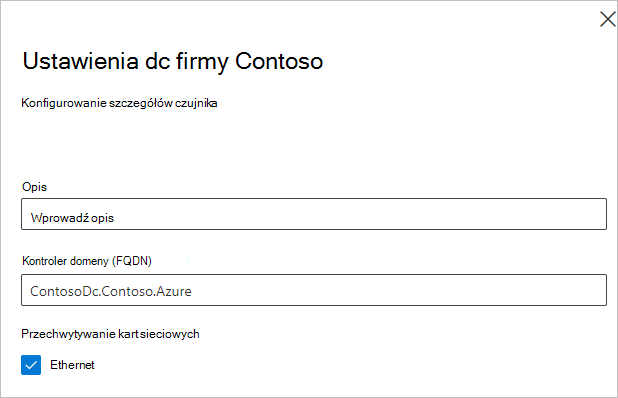 Ustawienia dc firmy Contoso
Konfigurowanie szczegółów czujnika
Opis
Wprowadź opis
Kontroler domeny (FQDN)
ContosoDc.Contoso.Azure
Przechwytywanie kart sieciowych
Ethernet